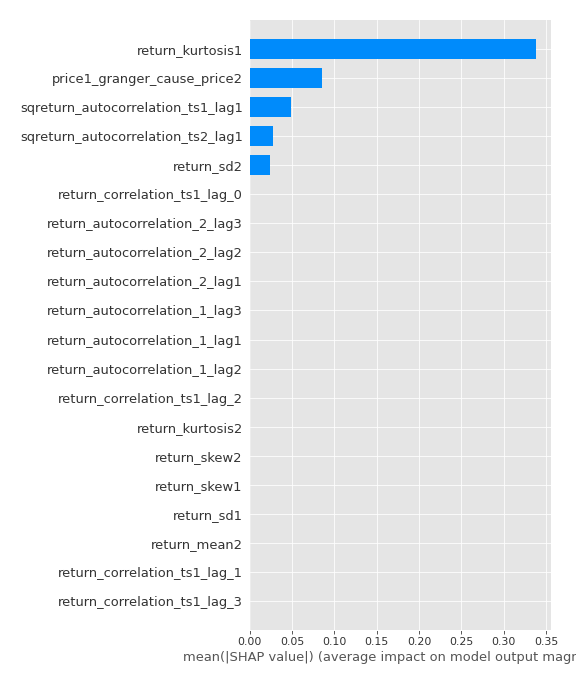 return_kurtosis1
price1_granger_cause_price2
sqreturn_autocorrelation_ts1_lag1
sqreturn_autocorrelation_ts2_lag1
return_sd2
return_correlation_ts1_lag_0
return_autocorrelation_2_lag3
return_autocorrelation_2_lag2
return_autocorrelation_2_lag1
return_autocorrelation_1_lag3
return_autocorrelation_1_lag1
return_autocorrelation_1_lag2
return_correlation_ts1_lag_2
return_kurtosis2
return_skew2
return_skew1
return_sd1
return_mean2
return_correlation_ts1_lag_1
return_correlation_ts1_lag_3
0.00 0.05 0.10 0.15 0.20 0.25 0.30 0.35
mean(|SHAP value|) (average impact on model output magr